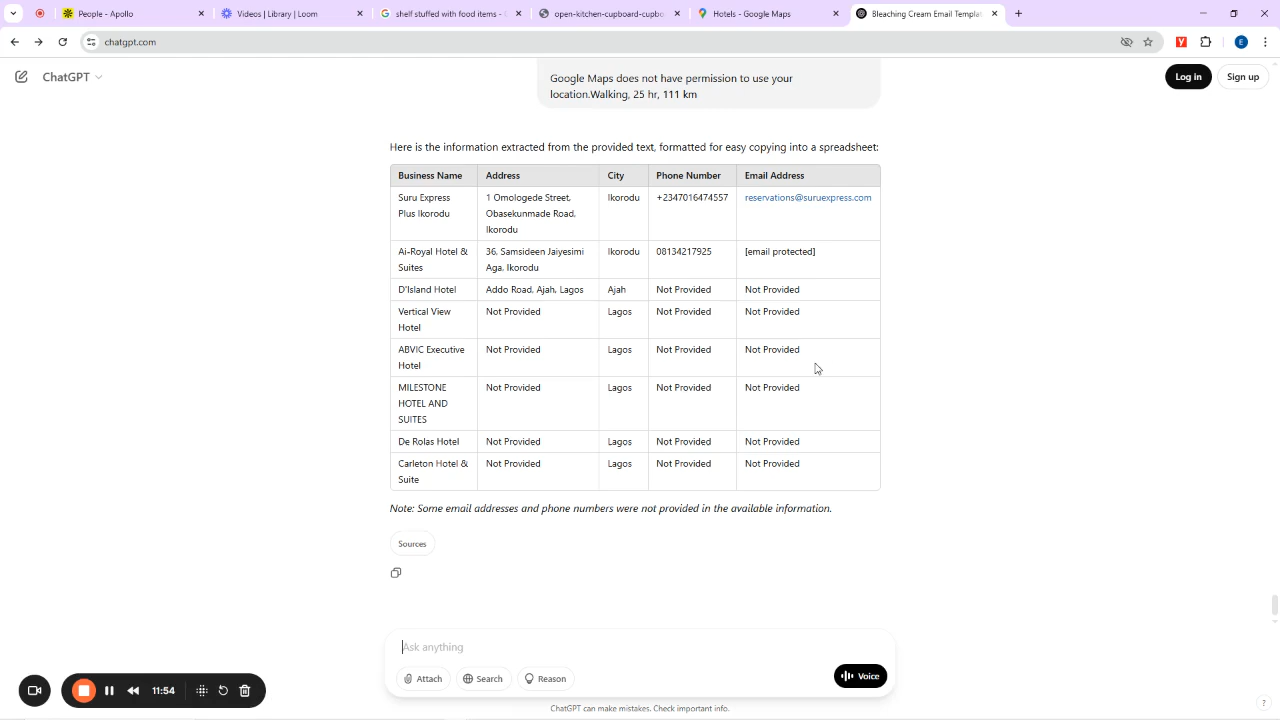 People - Apollo
Videos | Library | Loom
shelf stuffed with food items - S
open-kitchen-cupboard-cupbo
Hotels - Google Maps
Bleaching Cream Email Templat
chatgpt.com
E
ChatGPT
Log in
Sign up
Google Maps does not have permission to use your
location.Walking, 25 hr, 111 km
Here is the information extracted from the provided text, formatted for easy copying into a spreadsheet:
Business Name Address City Phone Number Email Address
Suru Express 1 Omologede Street, Ikorodu +2347016474557 reservations@suruexpress.com
Plus Ikorodu Obasekunmade Road,
Ikorodu
Ai-Royal Hotel & 36, Samsideen Jaiyesimi Ikorodu 08134217925 [email protected]
Suites Aga, Ikorodu
D'Island Hotel Addo Road, Ajah, Lagos Ajah Not Provided Not Provided
Vertical View Not Provided Lagos Not Provided Not Provided
Hotel
ABVIC Executive Not Provided Lagos Not Provided Not Provided
Hotel
MILESTONE Not Provided Lagos Not Provided Not Provided
HOTEL AND
SUITES
De Rolas Hotel Not Provided Lagos Not Provided Not Provided
Carleton Hotel & Not Provided Lagos Not Provided Not Provided
Suite
Note: Some email addresses and phone numbers were not provided in the available information.
Sources
Ask anything
Attach
Search
Reason
Voice
11:54
ChatGPT can make mistakes. Check important info.
?